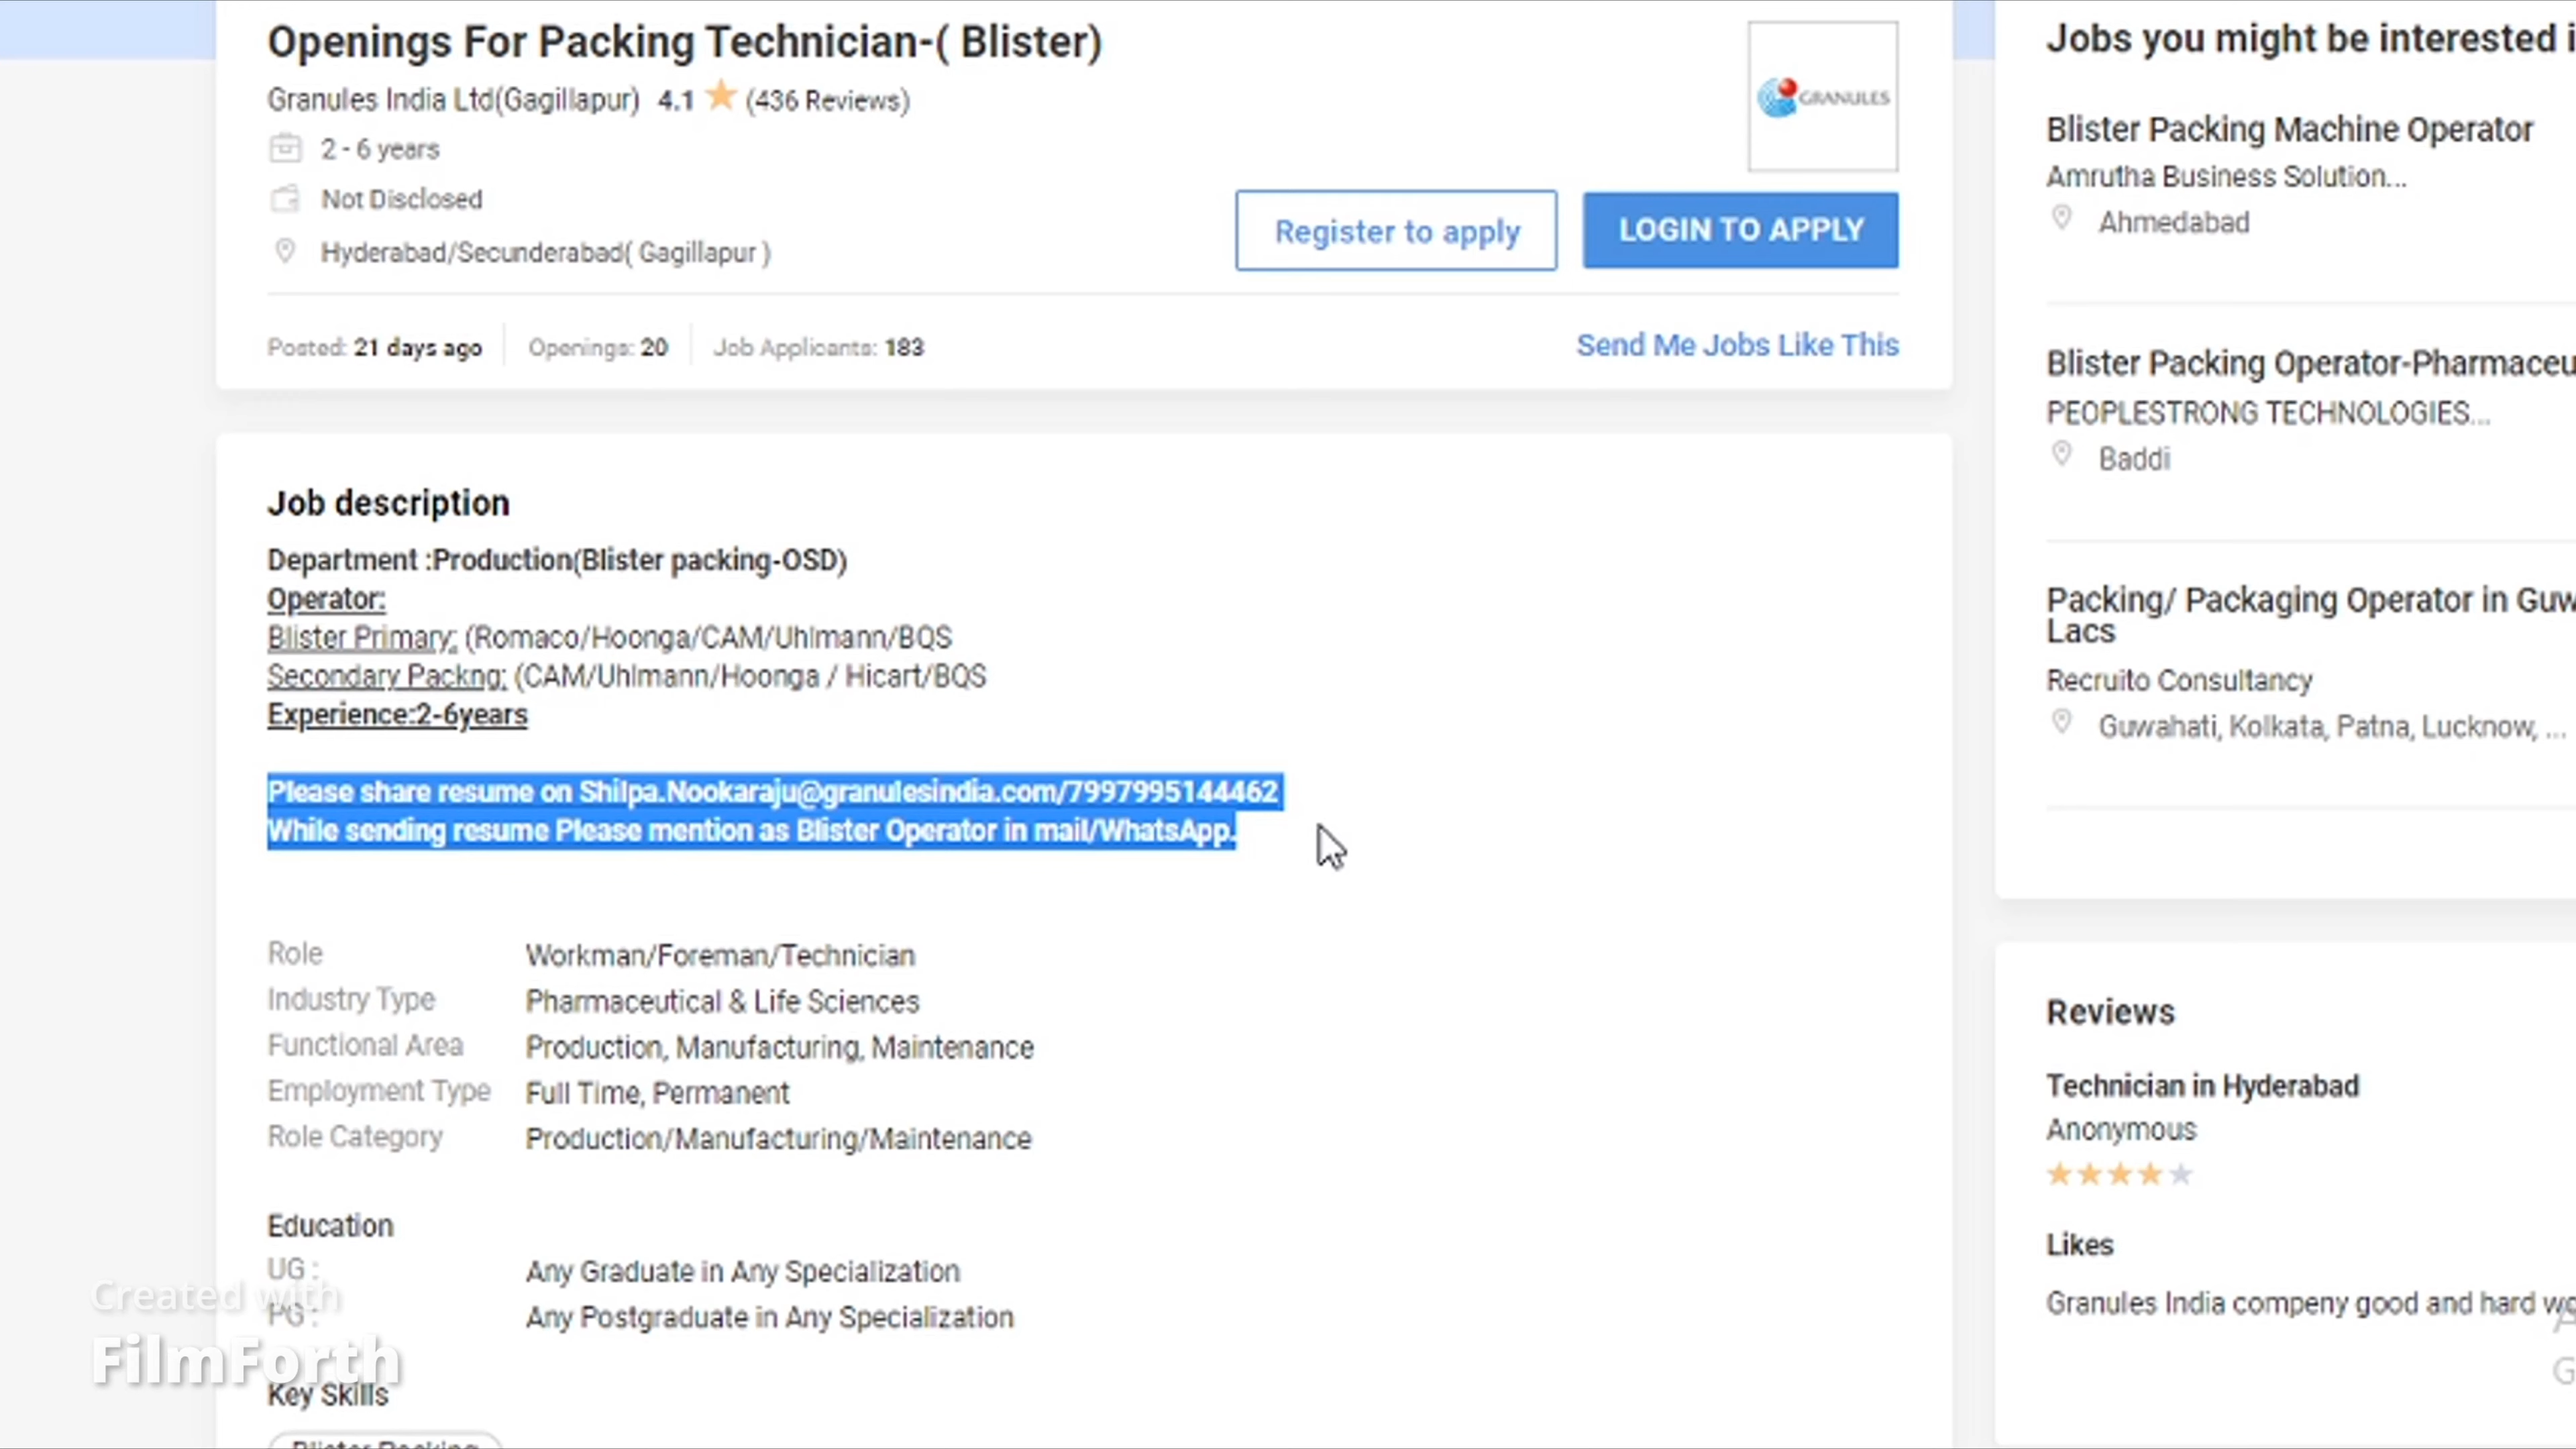 Openings For Packing Technician-( Blister)
Granules India Ltd(Gagillapur) 4.1 (436 Reviews)
GRANULES
2 - 6 years
Not Disclosed
Hyderabad/Secunderabad( Gagillapur )
Register to apply
LOGIN TO APPLY
Posted: 21 days ago
Openings: 20
Job Applicants: 183
Send Me Jobs Like This
Job description
Department :Production(Blister packing-OSD)
Operator:
Blister Primary: (Romaco/Hoonga/CAM/Uhlmann/BQS
Secondary Packng: (CAM/Uhlmann/Hoonga / Hicart/BQS
Experience:2-6years
Please share resume on Shilpa.Nookaraju@granulesindia.com/7997995144462
While sending resume Please mention as Blister Operator in mail/WhatsApp.
Role Workman/Foreman/Technician
Industry Type Pharmaceutical & Life Sciences
Functional Area Production, Manufacturing, Maintenance
Employment Type Full Time, Permanent
Role Category Production/Manufacturing/Maintenance
Education
UG : Any Graduate in Any Specialization
PG : Any Postgraduate in Any Specialization
Key Skills
Blister Packing
Created with
FilmForth
Jobs you might be interested
Blister Packing Machine Operator
Amrutha Business Solution...
Ahmedabad
Blister Packing Operator-Pharmaceu
PEOPLESTRONG TECHNOLOGIES...
Baddi
Packing/ Packaging Operator in Guw
Lacs
Recruito Consultancy
Guwahati, Kolkata, Patna, Lucknow, ...
Reviews
Technician in Hyderabad
Anonymous
Likes
Granules India compeny good and hard